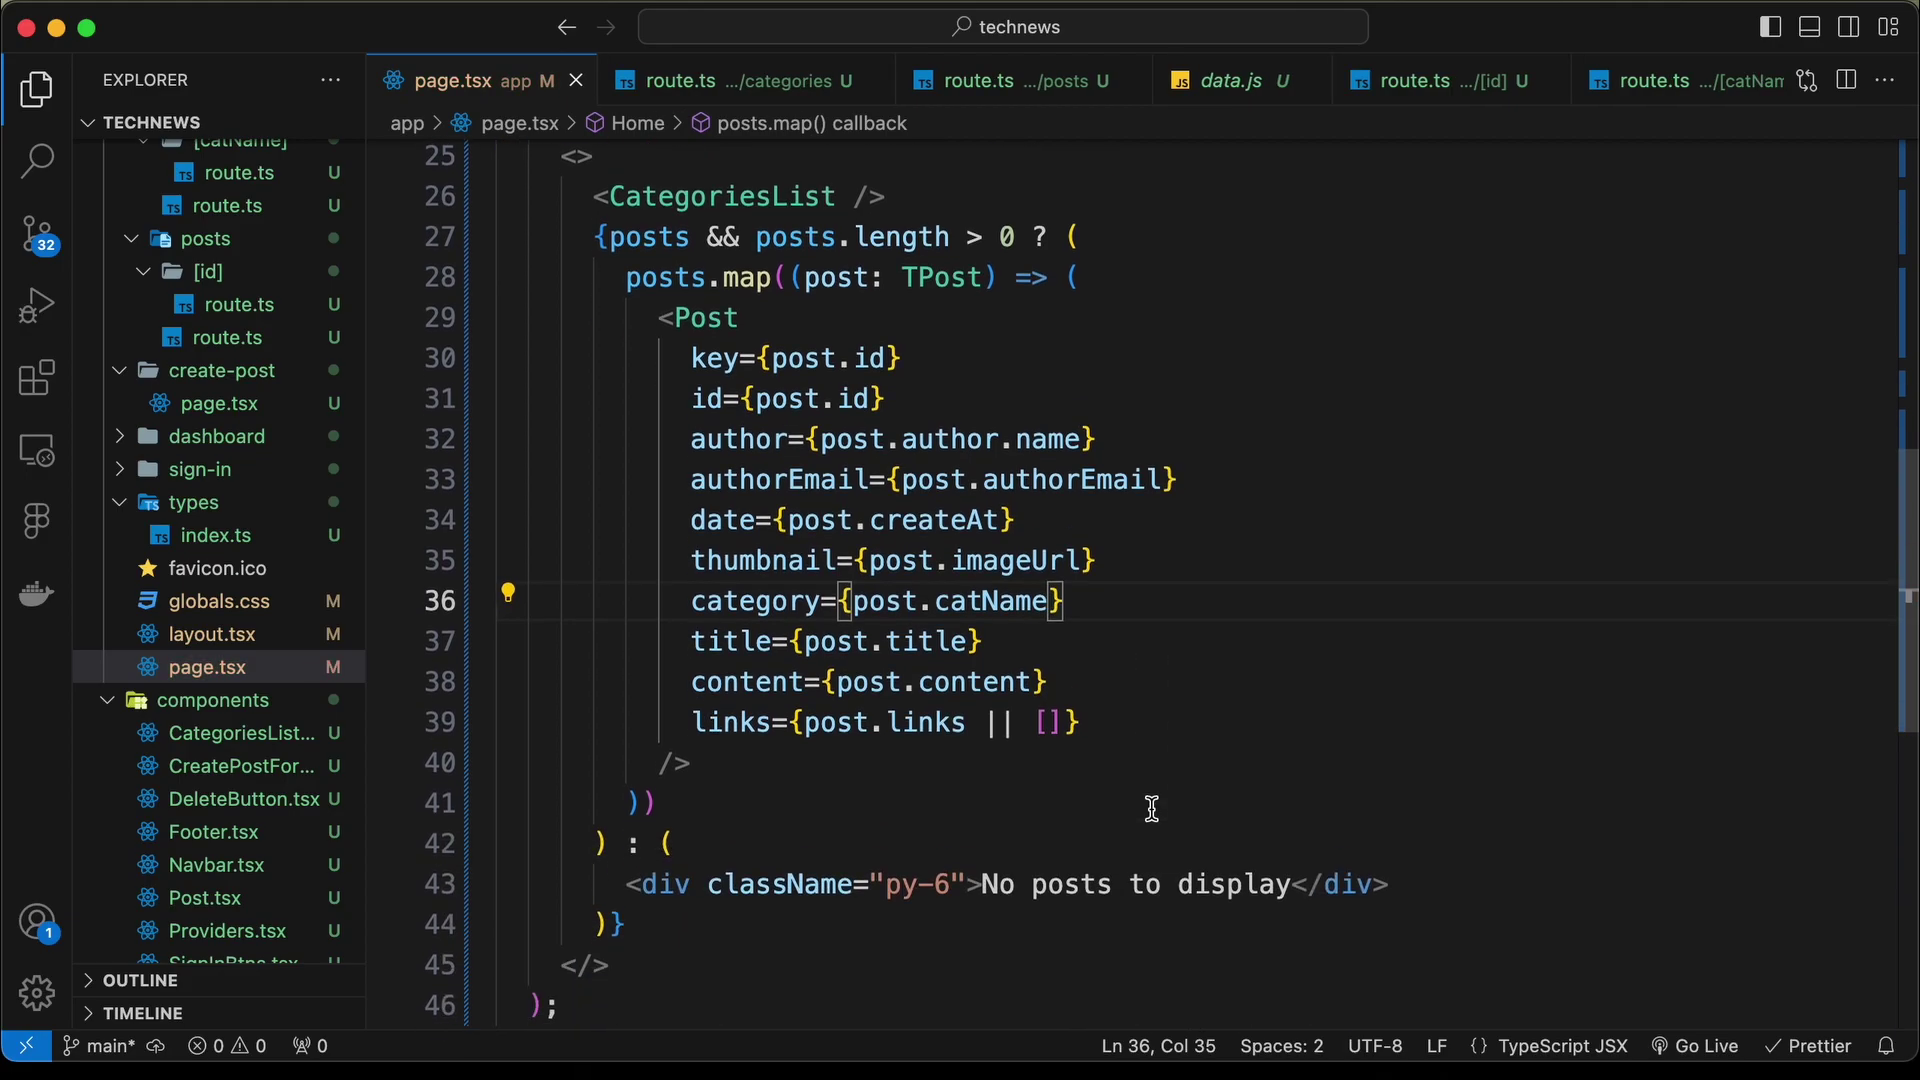 technews
EXPLORER
page.tsx app M
route.ts .../categories U
route.ts .../posts U
data.js U
route.ts .../[id] U
route.ts .../[catNam
TECHNEWS
app > page.tsx > Home > posts.map() callback
[catName]
route.ts U
route.ts U
posts
[id]
route.ts U
route.ts U
create-post
page.tsx U
dashboard
sign-in
types
index.ts U
favicon.ico
globals.css M
layout.tsx M
page.tsx M
components
CategoriesList... U
CreatePostFor... U
DeleteButton.tsx U
Footer.tsx U
Navbar.tsx U
Post.tsx U
Providers.tsx U
SignInBtns.tsx U
OUTLINE
TIMELINE
32
1
25 <>
26 <CategoriesList />
27 {posts && posts.length > 0 ? (
28 posts.map((post: TPost) => (
29 <Post
30 key={post.id}
31 id={post.id}
32 author={post.author.name}
33 authorEmail={post.authorEmail}
34 date={post.createAt}
35 thumbnail={post.imageUrl}
36 category={post.catName}
37 title={post.title}
38 content={post.content}
39 links={post.links || []}
40 />
41 ))
42 ) : (
43 <div className="py-6">No posts to display</div>
44 )}
45 </>
46 );
main* 0 0 0
Ln 36, Col 35 Spaces: 2 UTF-8 LF {} TypeScript JSX Go Live Prettier